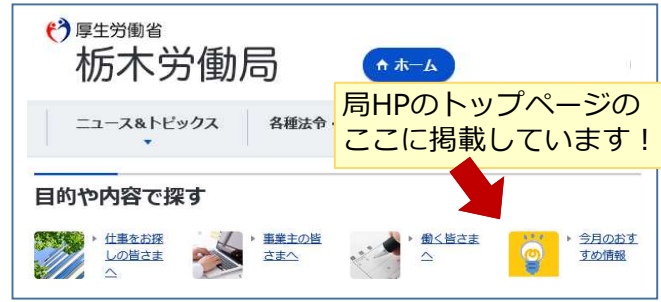 厚生労働省
栃木労働局
ホーム
局HPのトップページの
ここに掲載しています！
ニュース&トピックス
各種法令・
目的や内容で探す
仕事をお探
しの皆さま
へ
事業主の皆
さまへ
働く皆さま
へ
今月のおす
すめ情報